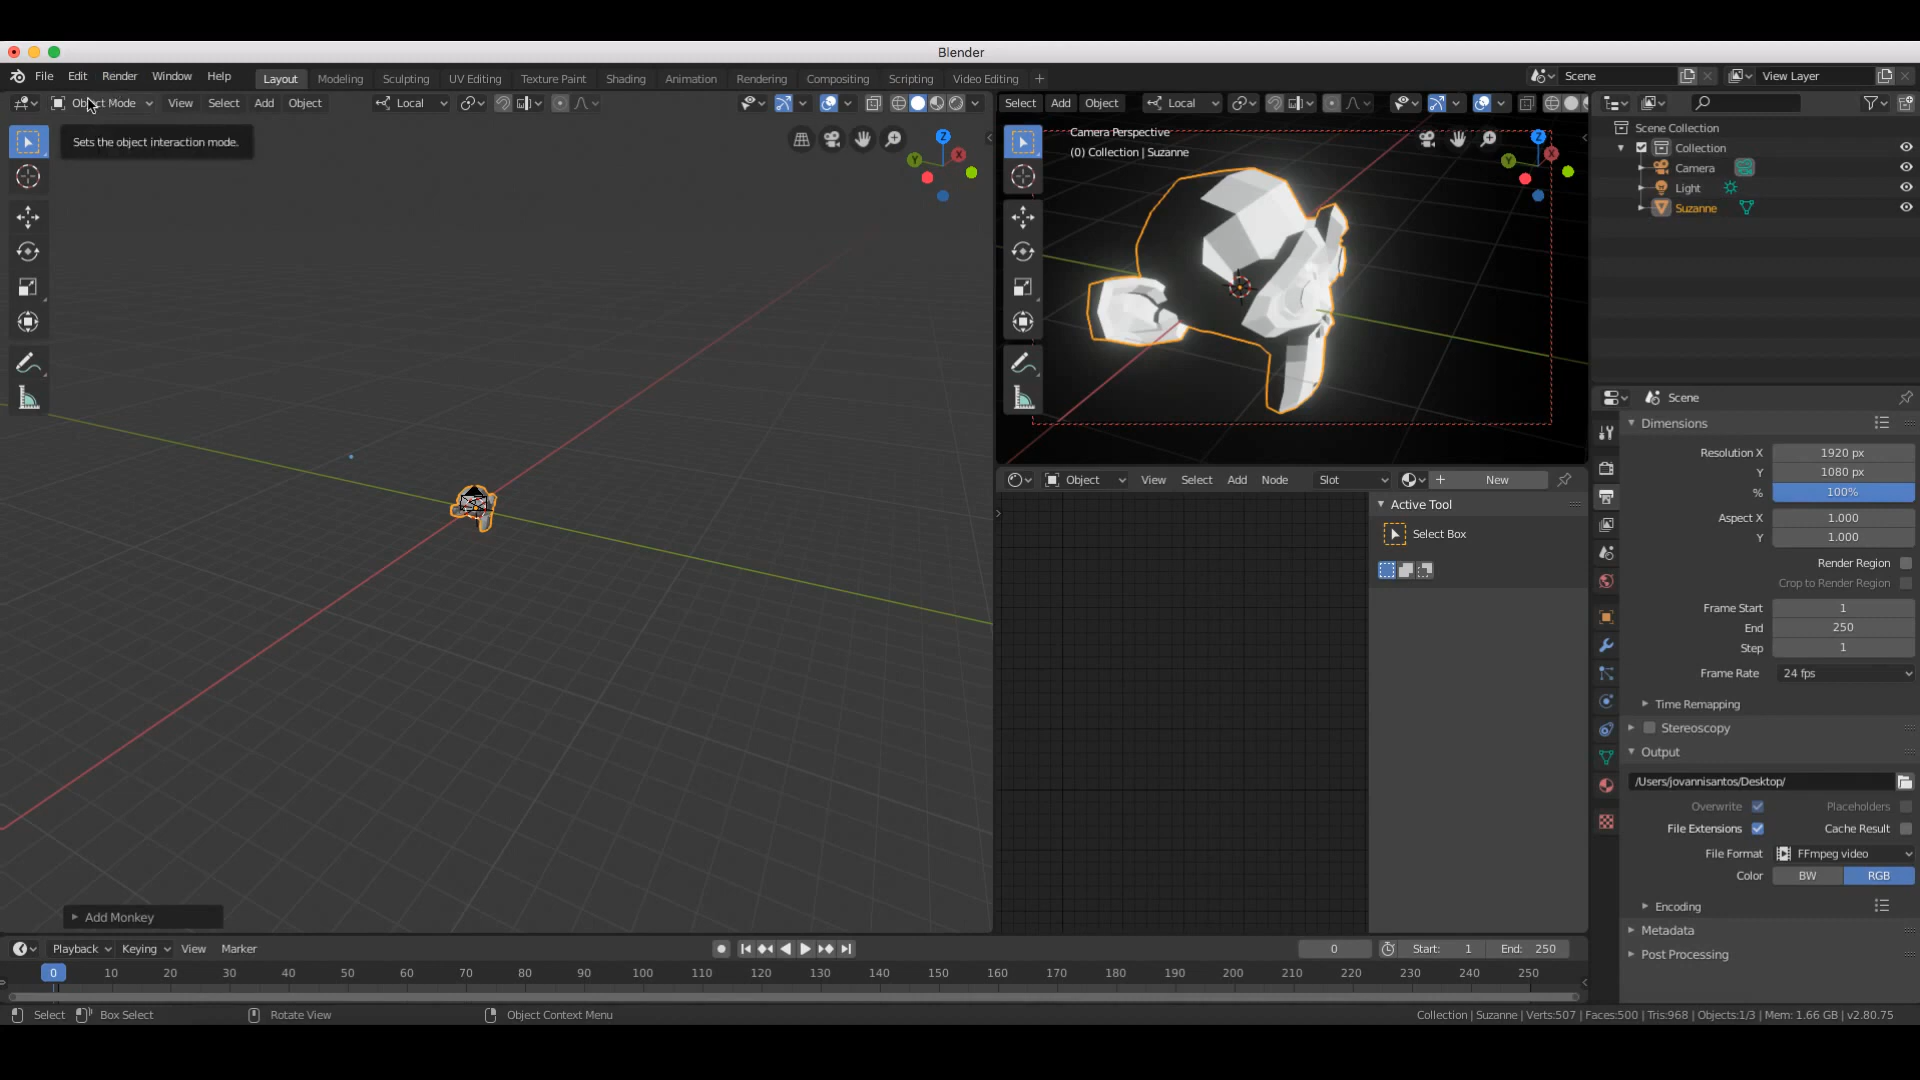 Blender
File Edit Render Window Help Layout Modeling Sculpting UV Editing Texture Paint Shading Animation Rendering Compositing Scripting Video Editing + Scene View Layer
Object Mode View Select Add Object Local
Sets the object interaction mode.
Z
Y
X
Add Monkey
Select Add Object Local
Camera Perspective
(0) Collection | Suzanne
Z
Y
X
Object View Select Add Node Slot + New
Active Tool
Select Box
Scene Collection
Collection
Camera
Light
Suzanne
Scene
Dimensions
Resolution X 1920 px
Y 1080 px
% 100%
Aspect X 1.000
Y 1.000
Render Region
Crop to Render Region
Frame Start 1
End 250
Step 1
Frame Rate 24 fps
Time Remapping
Stereoscopy
Output
/Users/jovannisantos/Desktop/
Overwrite Placeholders
File Extensions Cache Result
File Format FFmpeg video
Color BW RGB
Encoding
Metadata
Post Processing
Playback Keying View Marker 0 Start: 1 End: 250
0 10 20 30 40 50 60 70 80 90 100 110 120 130 140 150 160 170 180 190 200 210 220 230 240 250
Select Box Select Rotate View Object Context Menu Collection | Suzanne | Verts:507 | Faces:500 | Tris:968 | Objects:1/3 | Mem: 1.66 GB | v2.80.75